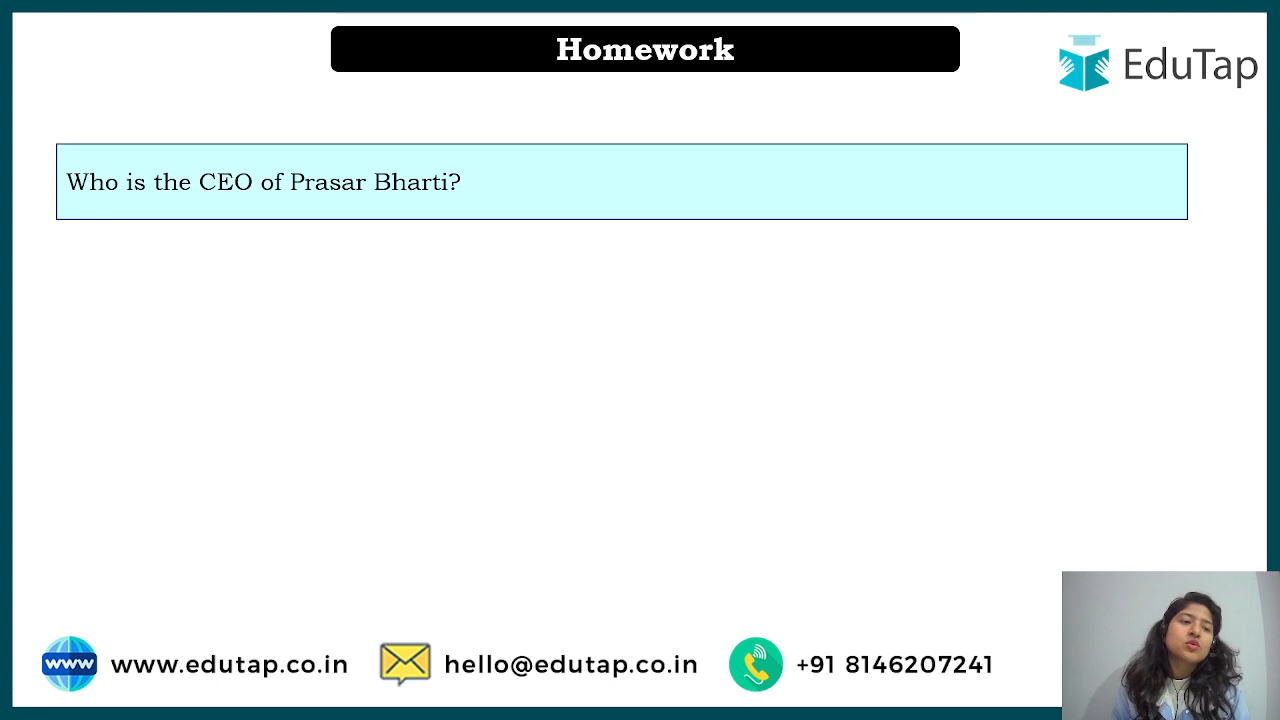 Homework
EduTap
Who is the CEO of Prasar Bharti?
www
www.edutap.co.in
hello@edutap.co.in
+91 8146207241